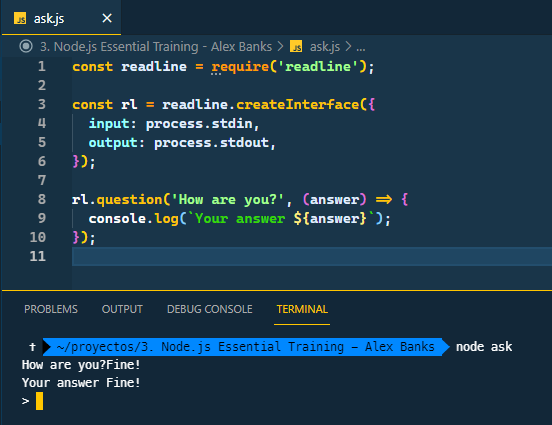 JS ask.js ×
3. Node.js Essential Training - Alex Banks > JS ask.js > ...
1 const readline = require('readline');
2
3 const rl = readline.createInterface({
4 input: process.stdin,
5 output: process.stdout,
6 });
7
8 rl.question('How are you?', (answer) => {
9 console.log(`Your answer ${answer}`);
10 });
11
PROBLEMS OUTPUT DEBUG CONSOLE TERMINAL
~/proyectos/3. Node.js Essential Training - Alex Banks node ask
How are you?Fine!
Your answer Fine!
>